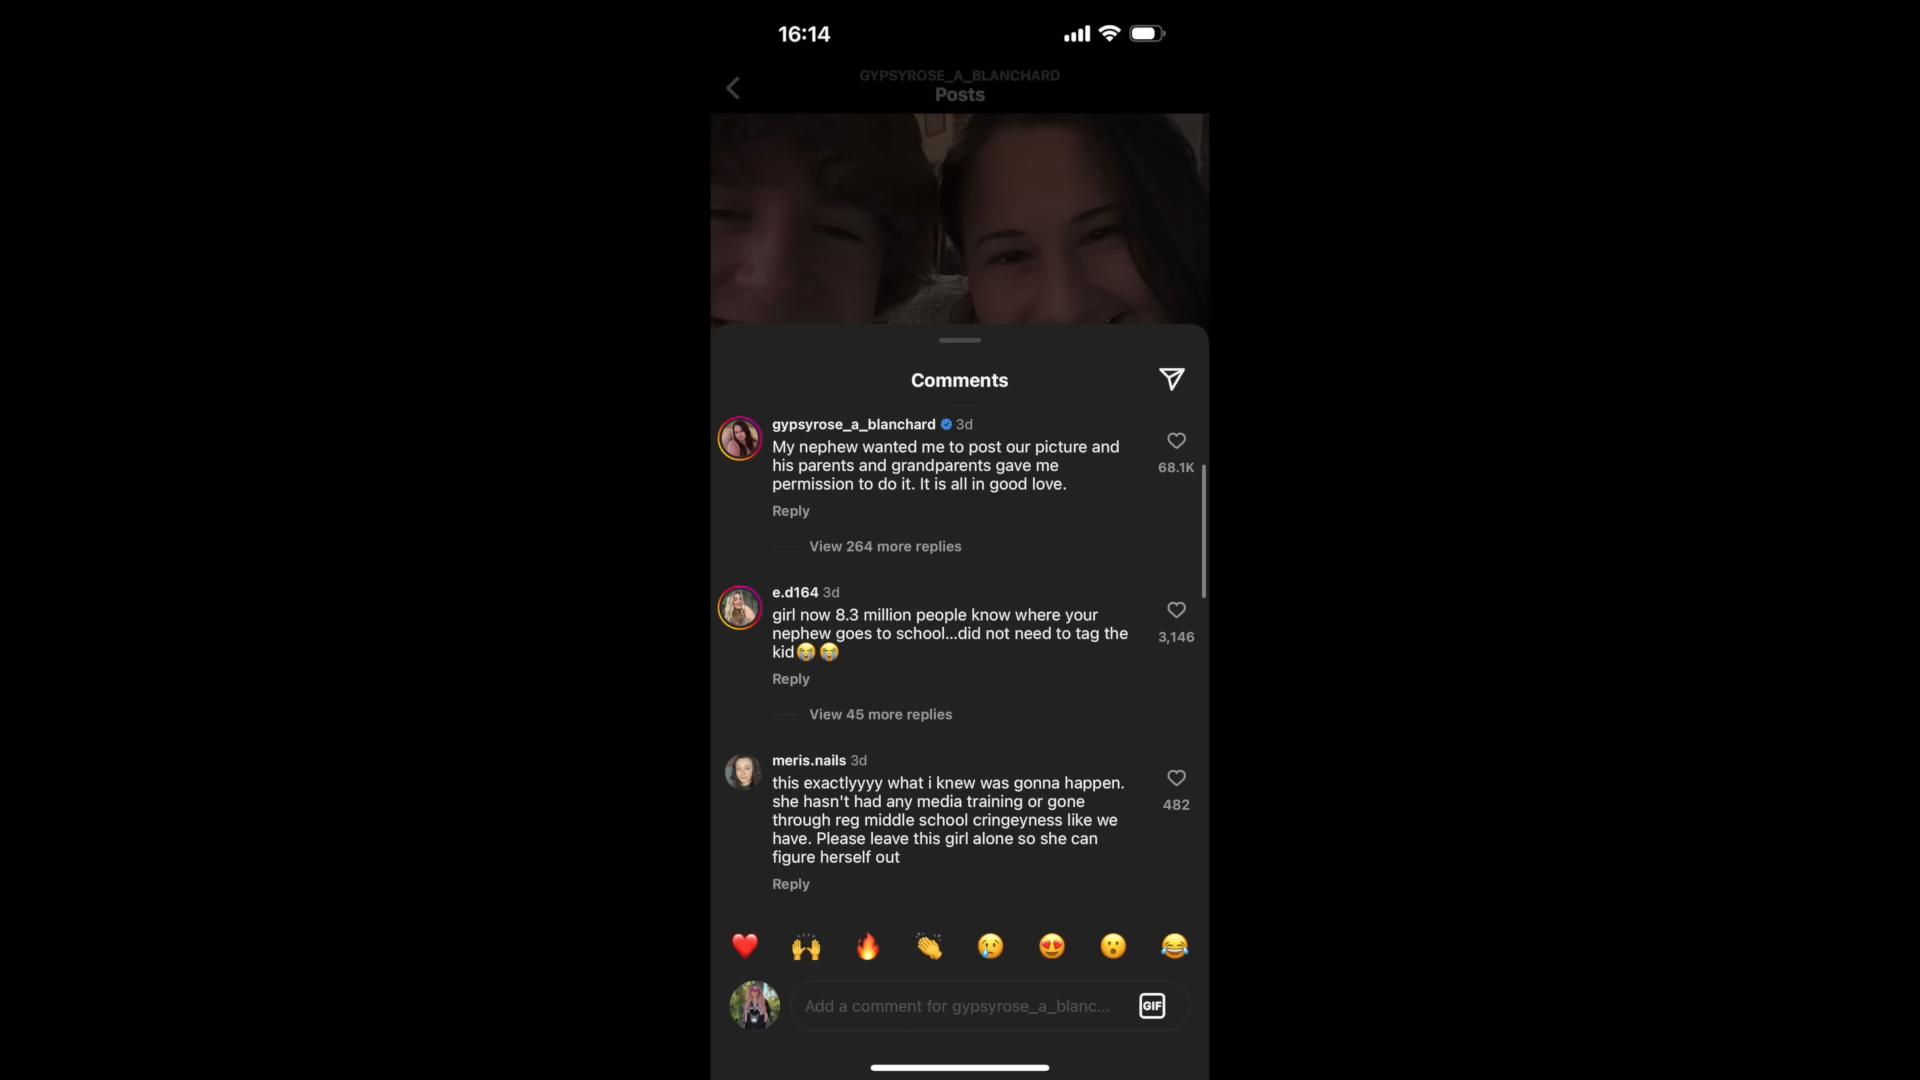 16:14
GYPSYROSE_A_BLANCHARD
Posts
Comments
gypsyrose_a_blanchard 3d
My nephew wanted me to post our picture and
his parents and grandparents gave me
permission to do it. It is all in good love.
68.1K
Reply
View 264 more replies
e.d164 3d
girl now 8.3 million people know where your
nephew goes to school...did not need to tag the
kid😭😭
3,146
Reply
View 45 more replies
meris.nails 3d
this exactlyyyy what i knew was gonna happen.
she hasn't had any media training or gone
through reg middle school cringeyness like we
have. Please leave this girl alone so she can
figure herself out
482
Reply
Add a comment for gypsyrose_a_blanc...
GIF